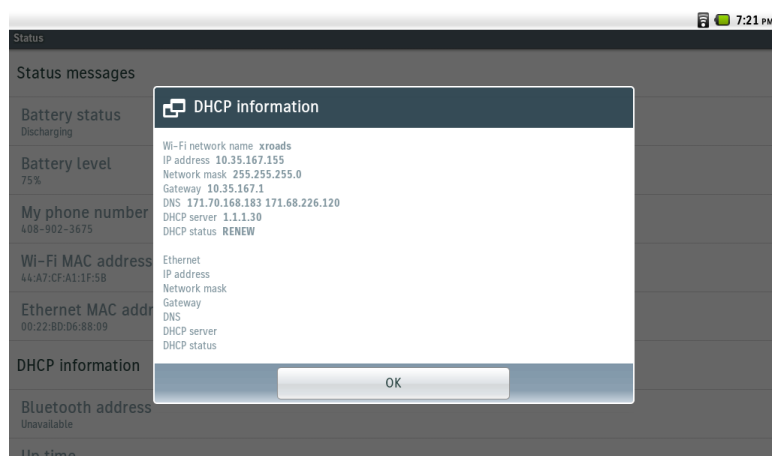 7:21 PM
Status
Status messages
Battery status
Discharging
Battery level
75%
My phone number
408-902-3675
Wi-Fi MAC address
44:A7:CF:A1:1F:5B
Ethernet MAC addr
00:22:BD:D6:88:09
DHCP information
Bluetooth address
Unavailable
Up time
DHCP information
Wi-Fi network name xroads
IP address 10.35.167.155
Network mask 255.255.255.0
Gateway 10.35.167.1
DNS 171.70.168.183 171.68.226.120
DHCP server 1.1.1.30
DHCP status RENEW
Ethernet
IP address
Network mask
Gateway
DNS
DHCP server
DHCP status
OK